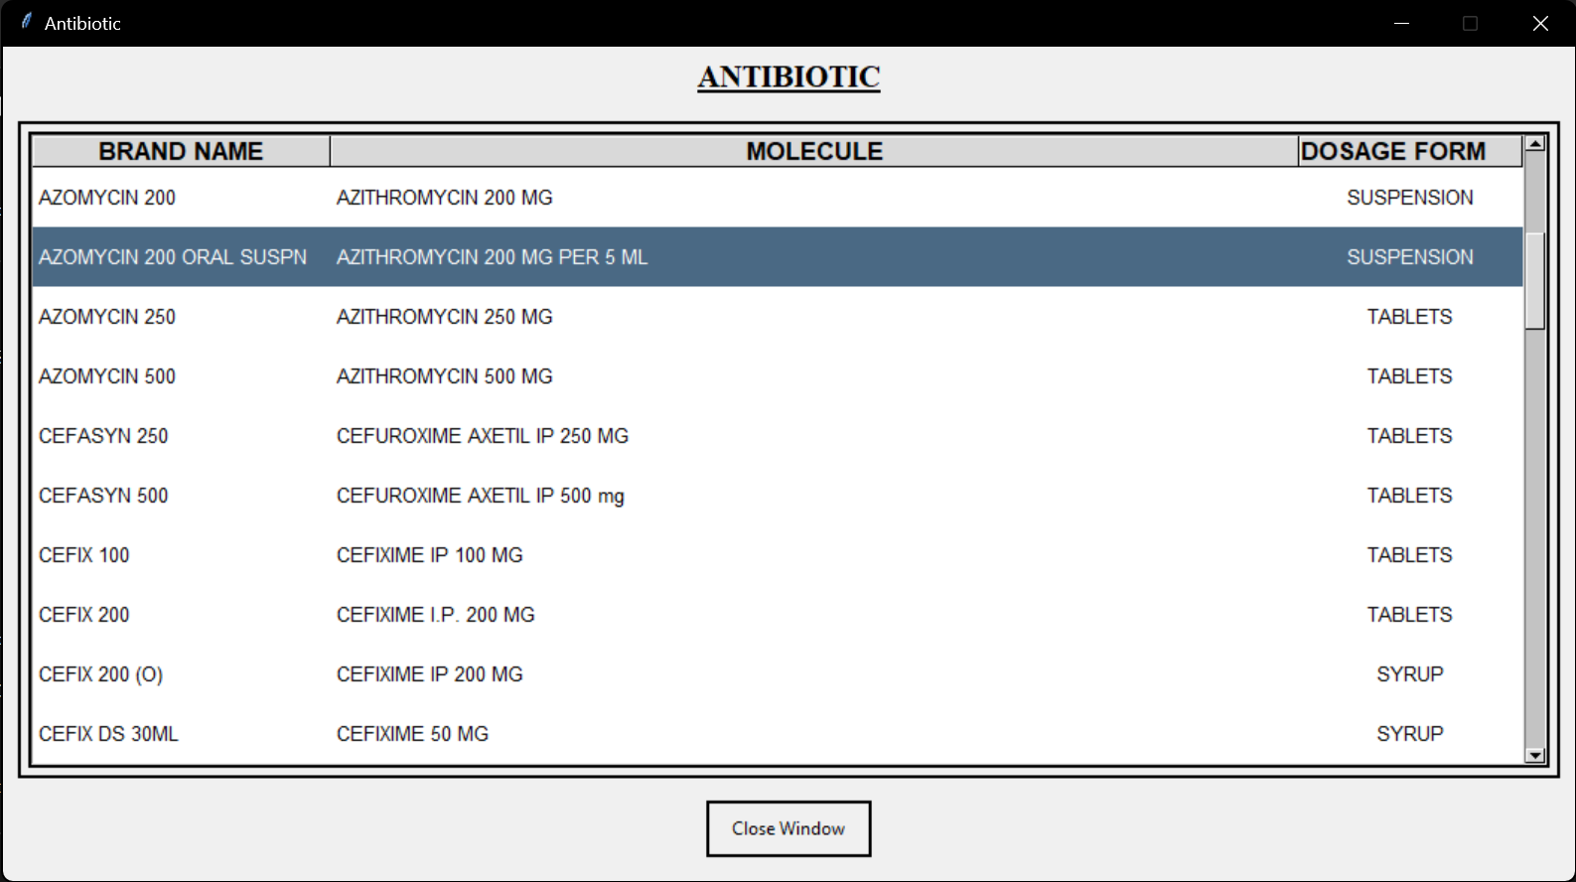 Antibiotic
ANTIBIOTIC
BRAND NAME MOLECULE DOSAGE FORM
AZOMYCIN 200 AZITHROMYCIN 200 MG SUSPENSION
AZOMYCIN 200 ORAL SUSPN AZITHROMYCIN 200 MG PER 5 ML SUSPENSION
AZOMYCIN 250 AZITHROMYCIN 250 MG TABLETS
AZOMYCIN 500 AZITHROMYCIN 500 MG TABLETS
CEFASYN 250 CEFUROXIME AXETIL IP 250 MG TABLETS
CEFASYN 500 CEFUROXIME AXETIL IP 500 mg TABLETS
CEFIX 100 CEFIXIME IP 100 MG TABLETS
CEFIX 200 CEFIXIME I.P. 200 MG TABLETS
CEFIX 200 (O) CEFIXIME IP 200 MG SYRUP
CEFIX DS 30ML CEFIXIME 50 MG SYRUP
Close Window